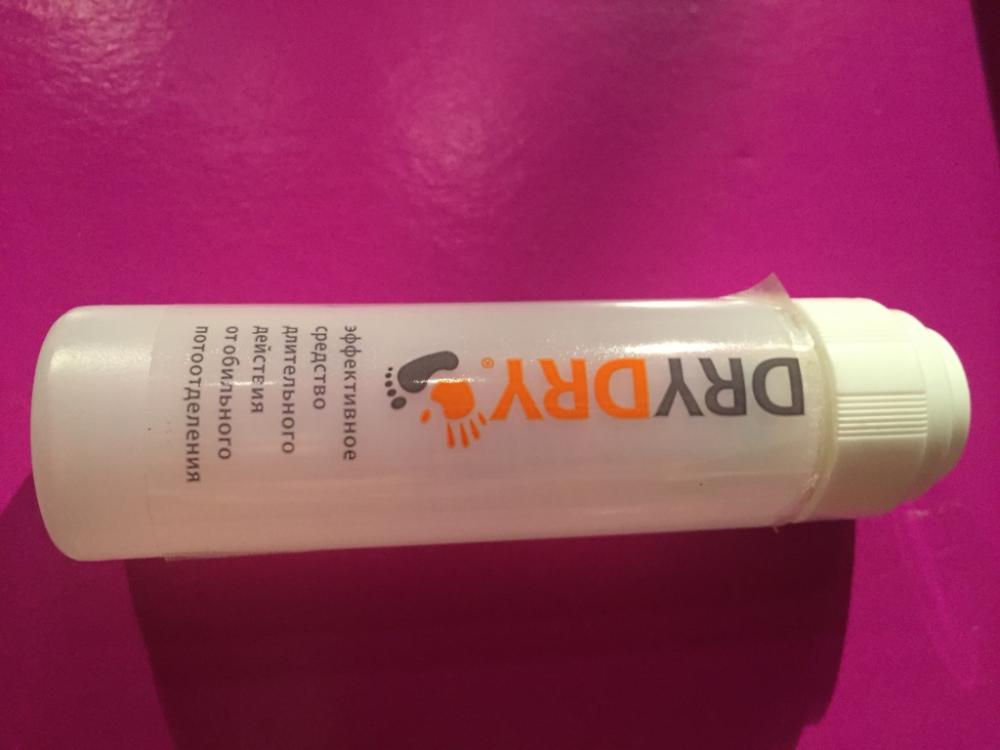 DRYDRY®
эффективное
средство
длительного
действия
от обильного
потоотделения